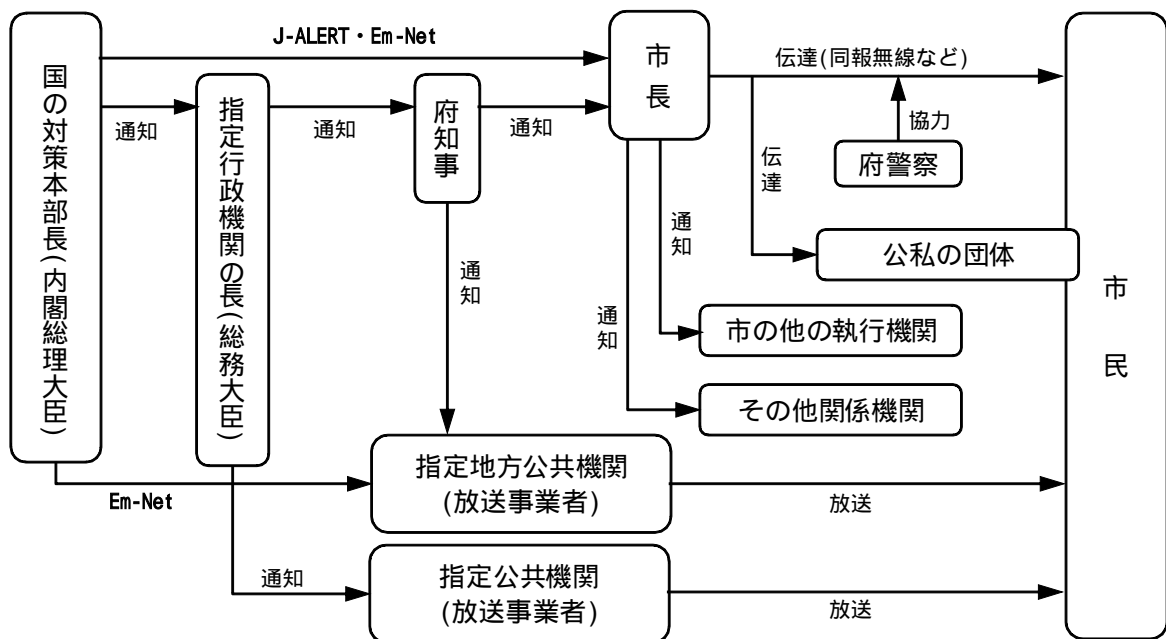 J-ALERT・Em-Net
国の対策本部長(内閣総理大臣)
通知
指定行政機関の長(総務大臣)
通知
府知事
通知
市長
伝達(同報無線など)
協力
府警察
伝達
公私の団体
通知
市の他の執行機関
通知
その他関係機関
通知
市民
指定地方公共機関
(放送事業者)
Em-Net
放送
指定公共機関
(放送事業者)
通知
放送